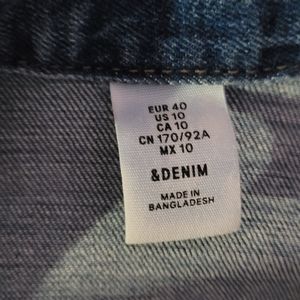 EUR 40
US 10
CA 10
CN 170/92A
MX 10
&DENIM
MADE IN
BANGLADESH